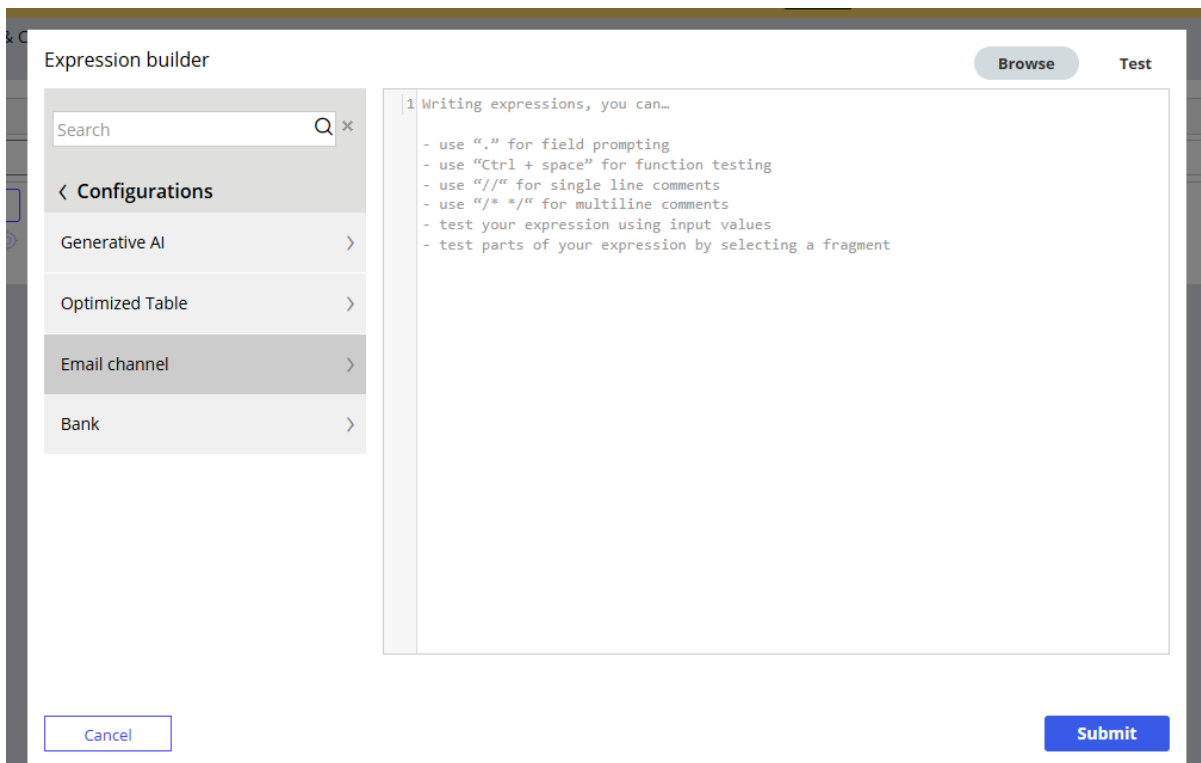 & C
Expression builder
Browse
Test
Search
Configurations
Generative AI
Optimized Table
Email channel
Bank
1 Writing expressions, you can…
- use “.” for field prompting
- use “Ctrl + space” for function testing
- use “//“ for single line comments
- use “/* */“ for multiline comments
- test your expression using input values
- test parts of your expression by selecting a fragment
Cancel
Submit